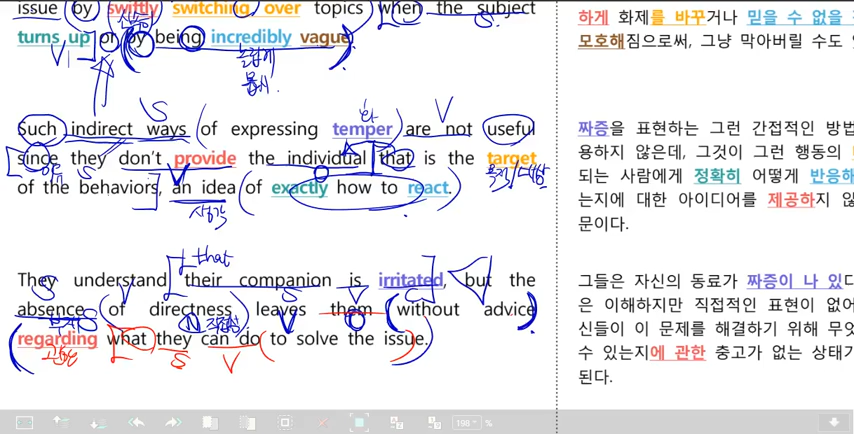 issue by swiftly switching over topics when the subject
S
turns up or by being incredibly vague.
V
S
V
Such indirect ways of expressing temper are not useful
since they don't provide the individual that is the target
S
V
of the behaviors, an idea of exactly how to react.
that
They understand their companion is irritated, but the
S
V
S
V
absence of directness leaves them without advice
V
regarding what they can do to solve the issue.
S
V
하게 화제를 바꾸거나 믿을 수 없을
모호해짐으로써, 그냥 막아버릴 수도
짜증을 표현하는 그런 간접적인 방법
용하지 않은데, 그것이 그런 행동의
되는 사람에게 정확히 어떻게 반응해
는지에 대한 아이디어를 제공하지 않
문이다.
그들은 자신의 동료가 짜증이 나 있다
은 이해하지만 직접적인 표현이 없어
신들이 이 문제를 해결하기 위해 무엇
수 있는지에 관한 충고가 없는 상태가
된다.
198 %